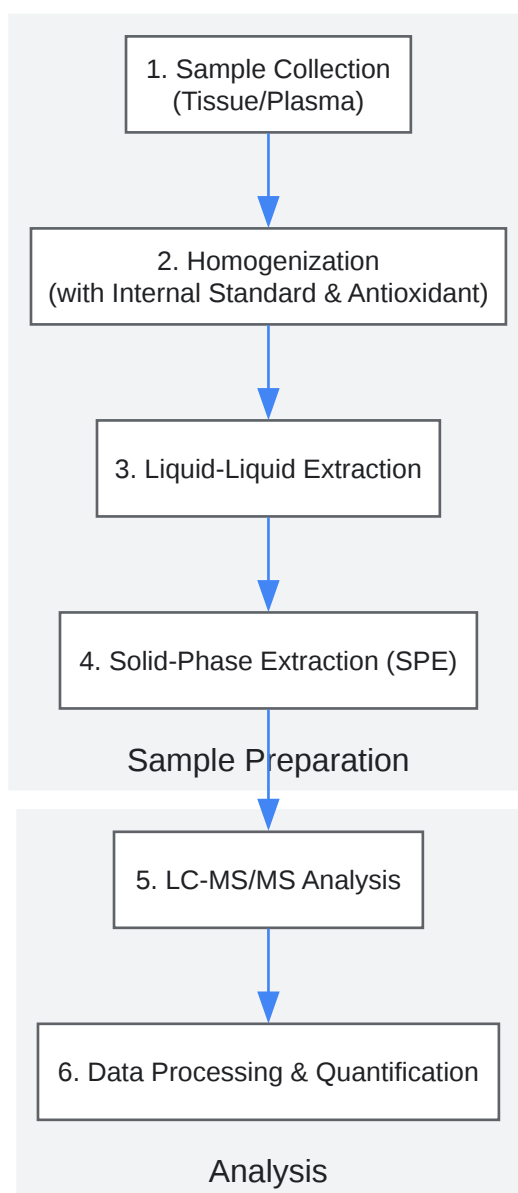 1. Sample Collection
(Tissue/Plasma)
2. Homogenization
(with Internal Standard & Antioxidant)
3. Liquid-Liquid Extraction
4. Solid-Phase Extraction (SPE)
Sample Preparation
5. LC-MS/MS Analysis
6. Data Processing & Quantification
Analysis